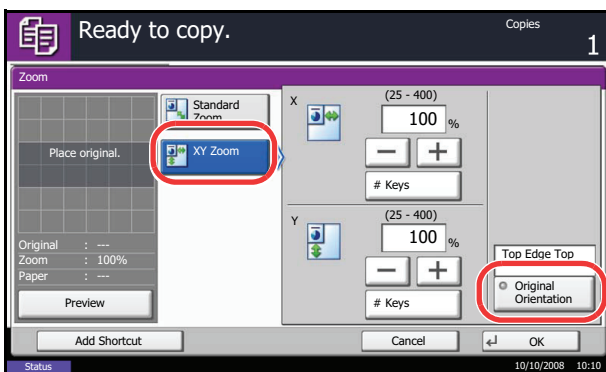 Ready to copy.
Copies
1
Zoom
Place original.
Original : ---
Zoom : 100%
Paper : ---
Preview
Standard
Zoom
XY Zoom
X
(25 - 400)
100 %
# Keys
Y
(25 - 400)
100 %
# Keys
Top Edge Top
Original
Orientation
Add Shortcut
Cancel
OK
Status
10/10/2008 10:10